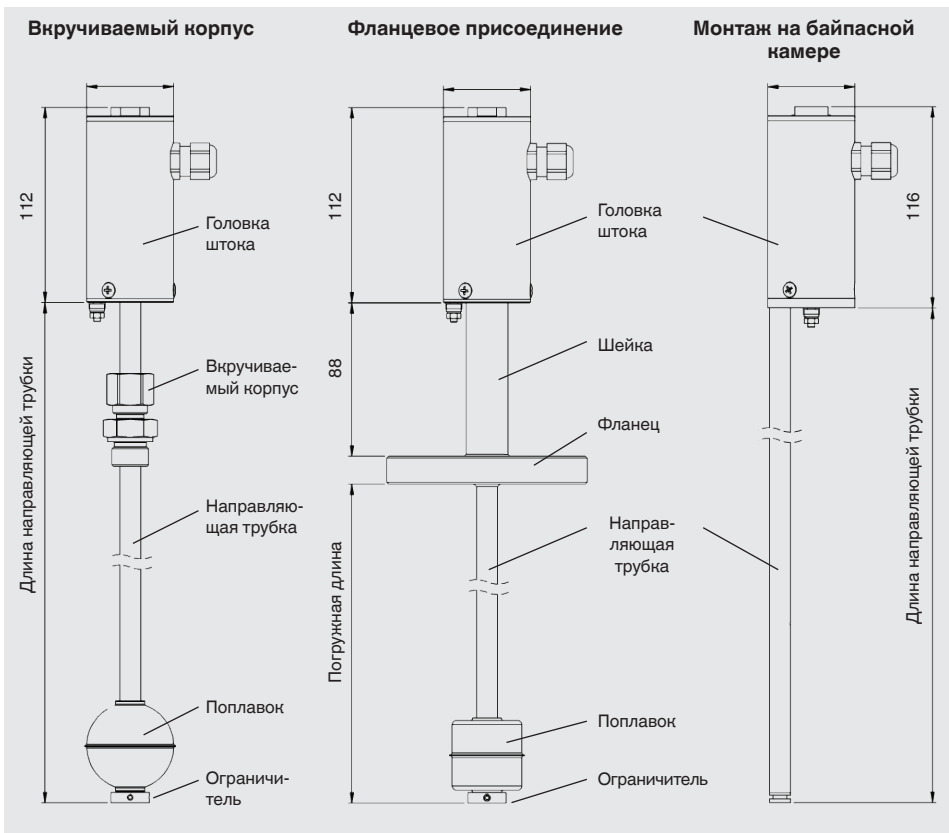 Вкручиваемый корпус
Фланцевое присоединение
Монтаж на байпасной
камере
112
Головка
штока
Вкручивае-
мый корпус
Длина направляющей трубки
Направляю-
щая трубка
Поплавок
Ограничи-
тель
112
Головка
штока
88
Шейка
Фланец
Погружная длина
Направ-
ляющая
трубка
Поплавок
Ограничитель
116
Длина направляющей трубки